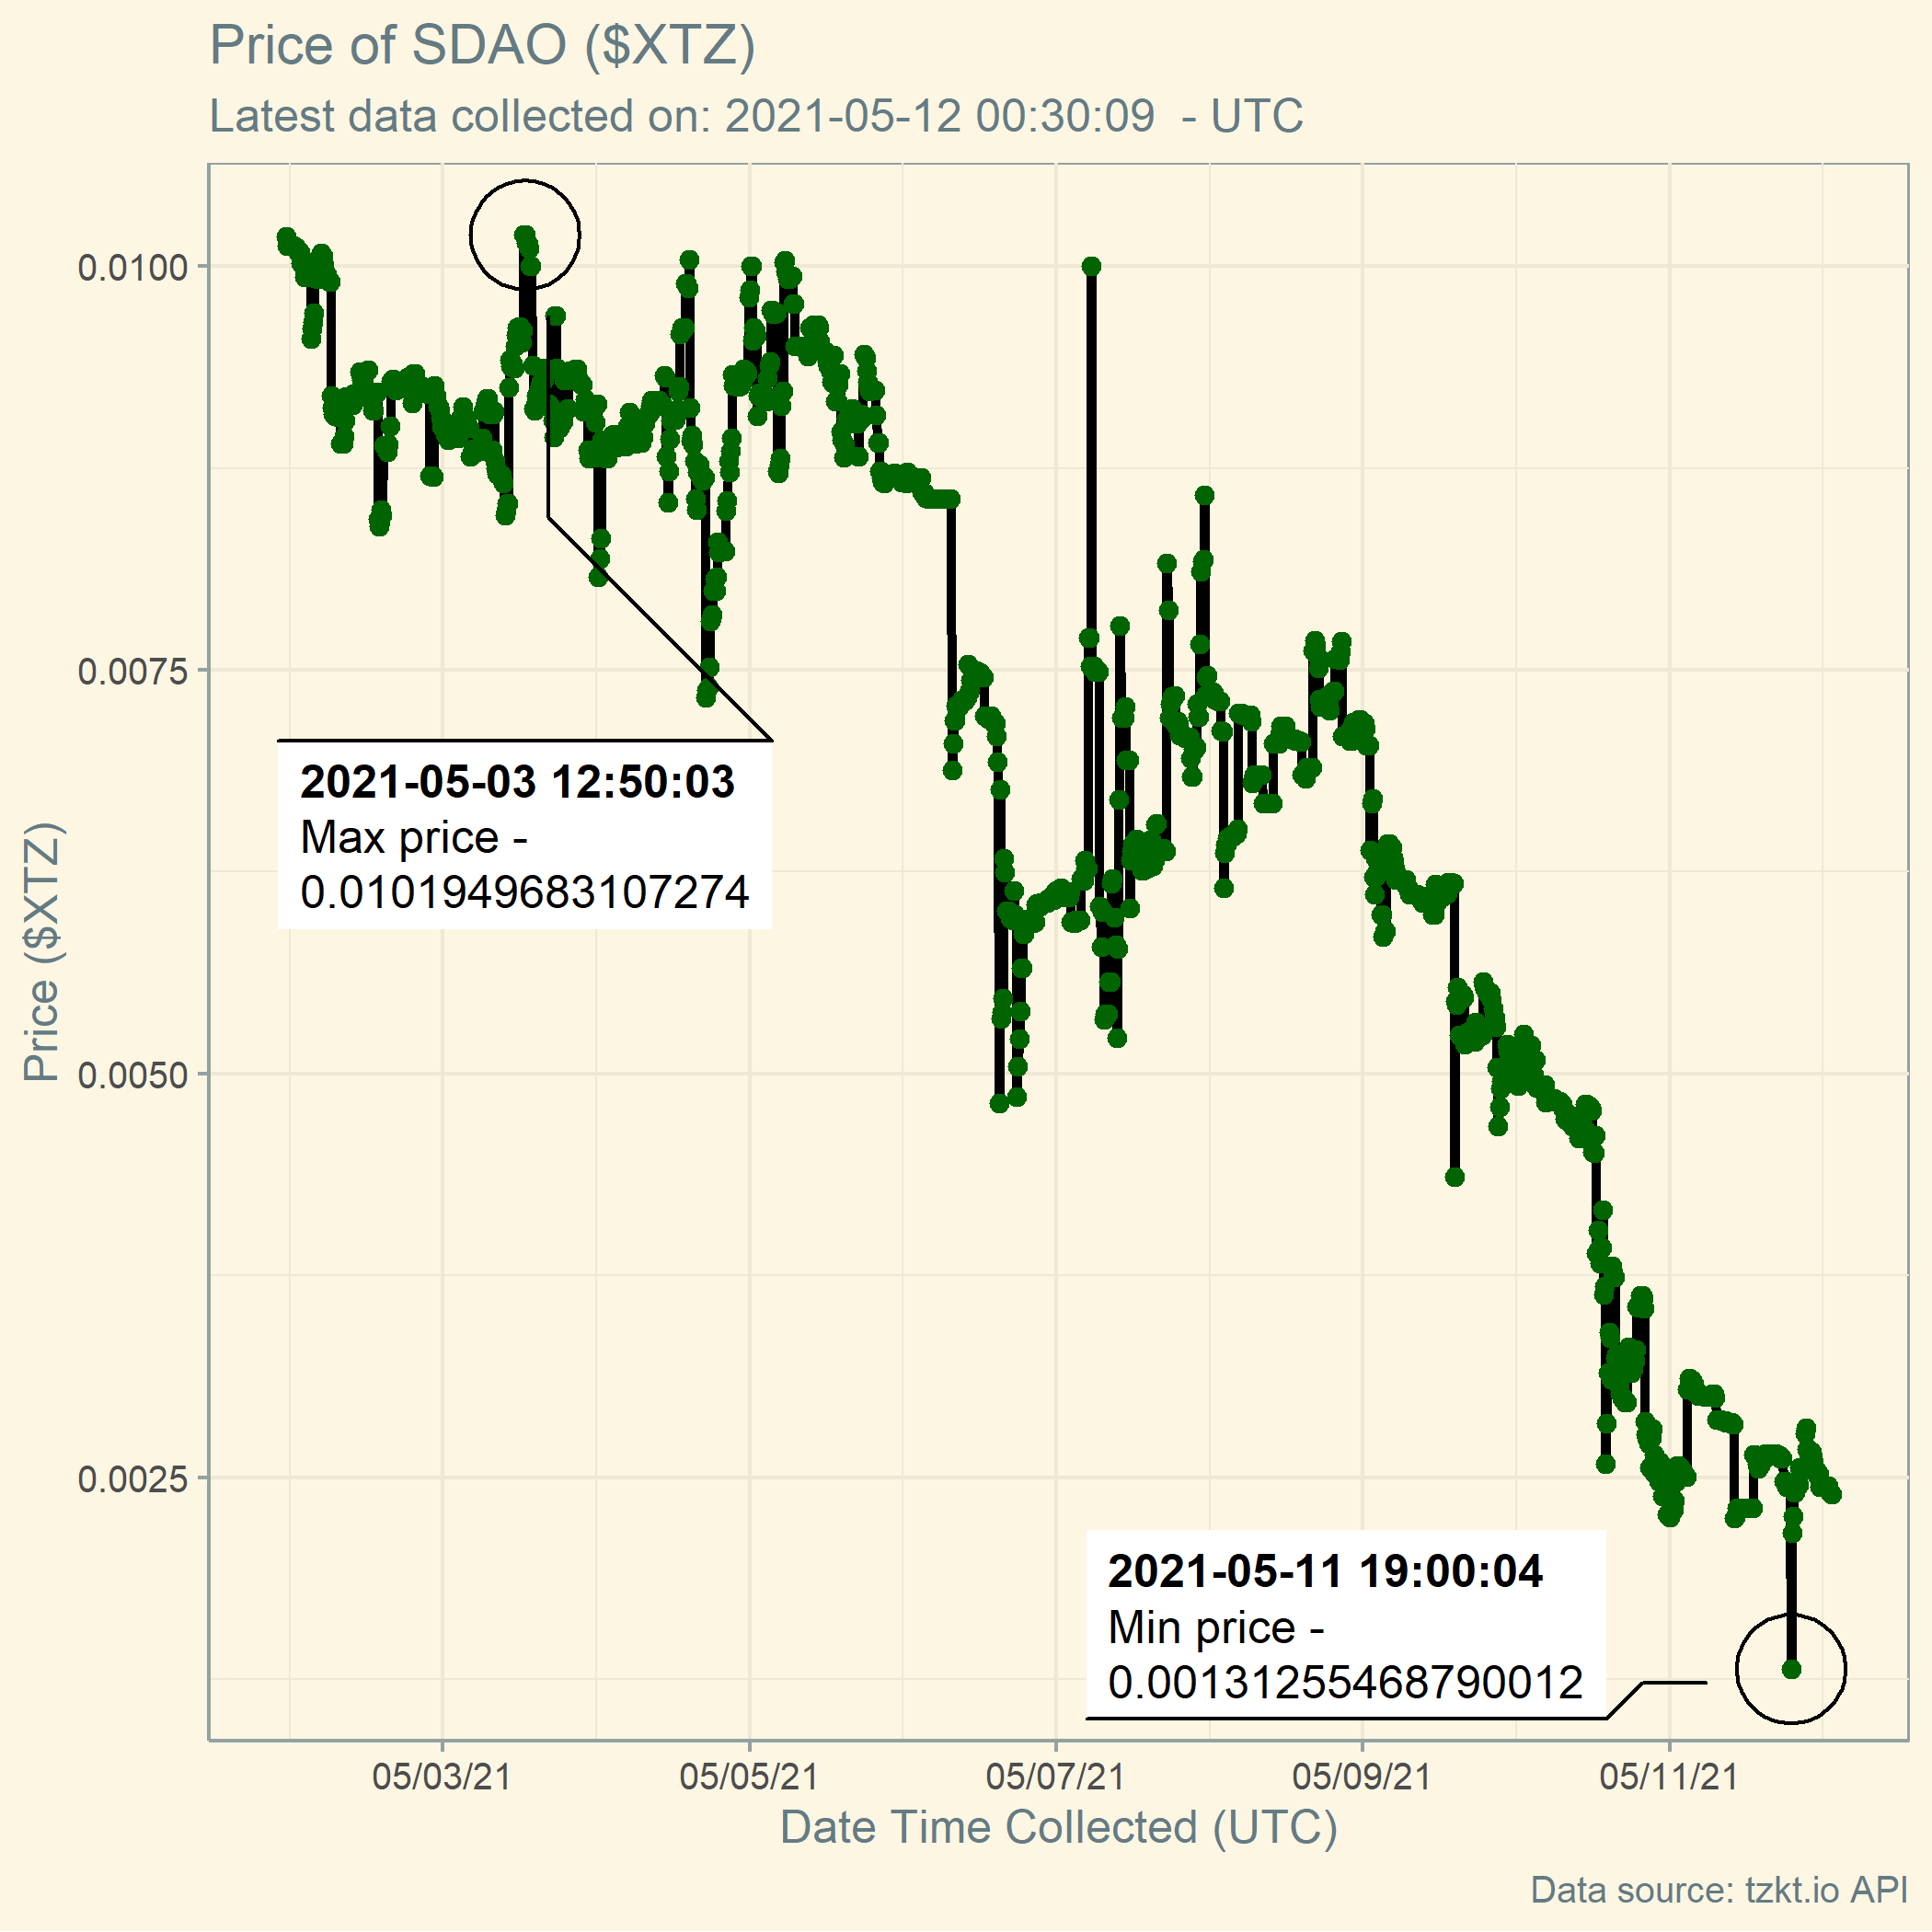 Price of SDAO ($XTZ)
Latest data collected on: 2021-05-12 00:30:09  - UTC
Price ($XTZ)
0.0100
0.0075
0.0050
0.0025
2021-05-03 12:50:03
Max price -
0.0101949683107274
2021-05-11 19:00:04
Min price -
0.00131255468790012
05/03/21
05/05/21
05/07/21
05/09/21
05/11/21
Date Time Collected (UTC)
Data source: tzkt.io API